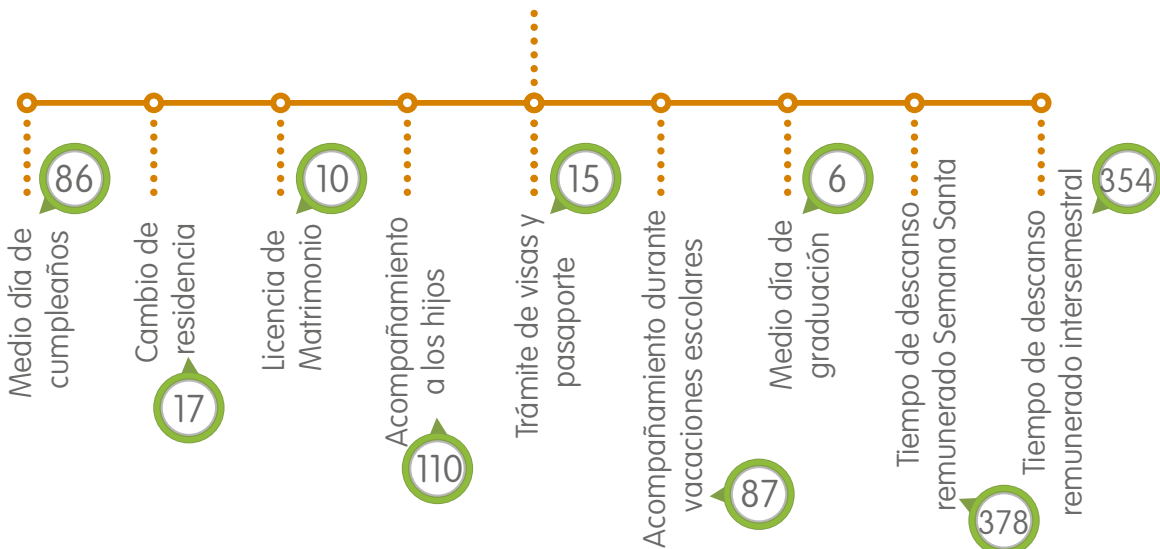 86
Medio día de
cumpleaños
Cambio de
residencia
17
10
Licencia de
Matrimonio
Acompañamiento
a los hijos
110
15
Trámite de visas y
pasaporte
Acompañamiento durante
vacaciones escolares
87
6
Medio día de
graduación
Tiempo de descanso
remunerado Semana Santa
378
354
Tiempo de descanso
remunerado intersemestral